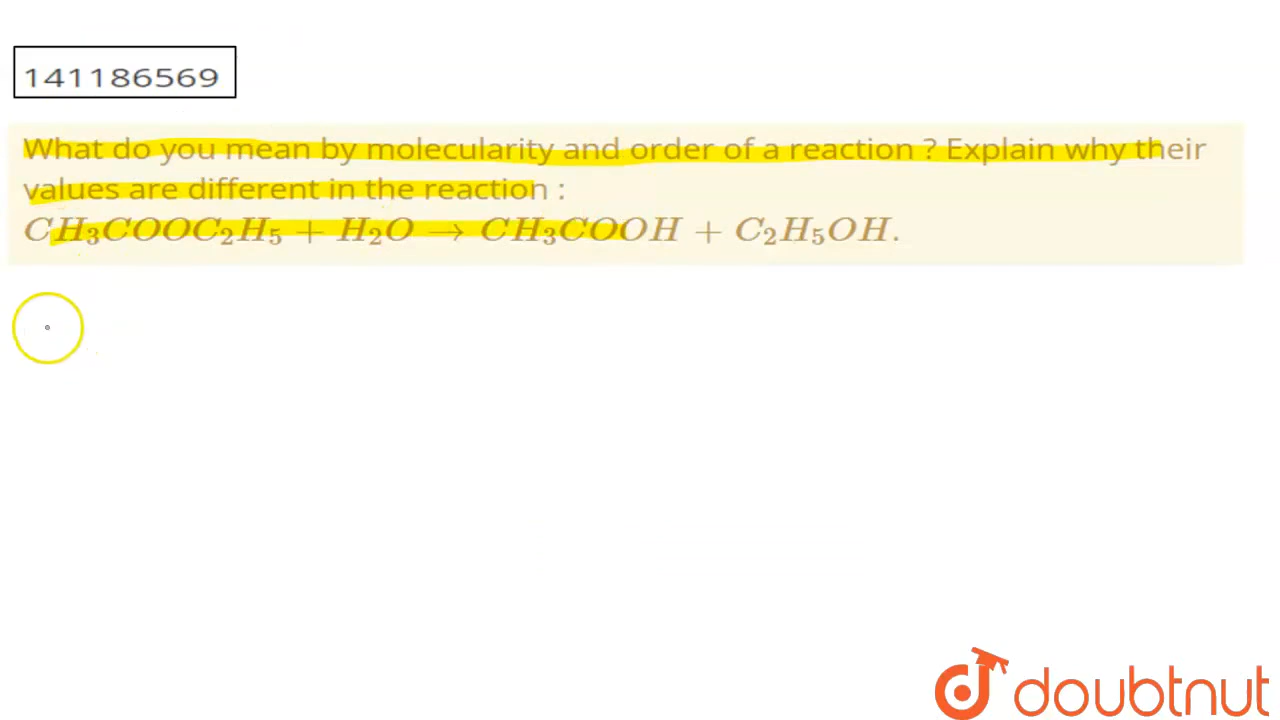 141186569
What do you mean by molecularity and order of a reaction ? Explain why their
values are different in the reaction :
CH₃COOC₂H₅ + H₂O → CH₃COOH + C₂H₅OH.
doubtnut